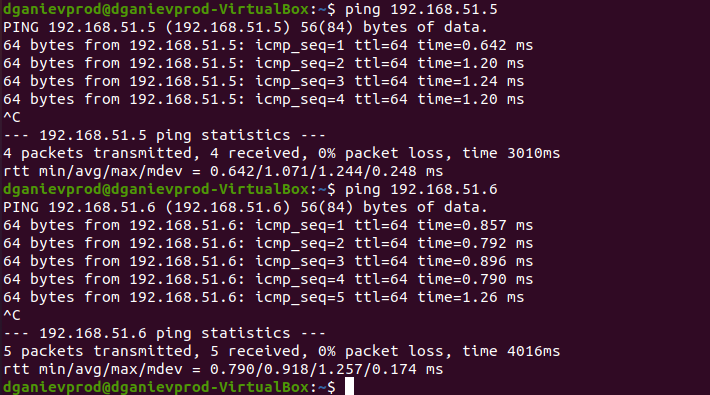 dganievprod@dganievprod-VirtualBox:~$ ping 192.168.51.5
PING 192.168.51.5 (192.168.51.5) 56(84) bytes of data.
64 bytes from 192.168.51.5: icmp_seq=1 ttl=64 time=0.642 ms
64 bytes from 192.168.51.5: icmp_seq=2 ttl=64 time=1.20 ms
64 bytes from 192.168.51.5: icmp_seq=3 ttl=64 time=1.24 ms
64 bytes from 192.168.51.5: icmp_seq=4 ttl=64 time=1.20 ms
^C
--- 192.168.51.5 ping statistics ---
4 packets transmitted, 4 received, 0% packet loss, time 3010ms
rtt min/avg/max/mdev = 0.642/1.071/1.244/0.248 ms
dganievprod@dganievprod-VirtualBox:~$ ping 192.168.51.6
PING 192.168.51.6 (192.168.51.6) 56(84) bytes of data.
64 bytes from 192.168.51.6: icmp_seq=1 ttl=64 time=0.857 ms
64 bytes from 192.168.51.6: icmp_seq=2 ttl=64 time=0.792 ms
64 bytes from 192.168.51.6: icmp_seq=3 ttl=64 time=0.896 ms
64 bytes from 192.168.51.6: icmp_seq=4 ttl=64 time=0.790 ms
64 bytes from 192.168.51.6: icmp_seq=5 ttl=64 time=1.26 ms
^C
--- 192.168.51.6 ping statistics ---
5 packets transmitted, 5 received, 0% packet loss, time 4016ms
rtt min/avg/max/mdev = 0.790/0.918/1.257/0.174 ms
dganievprod@dganievprod-VirtualBox:~$